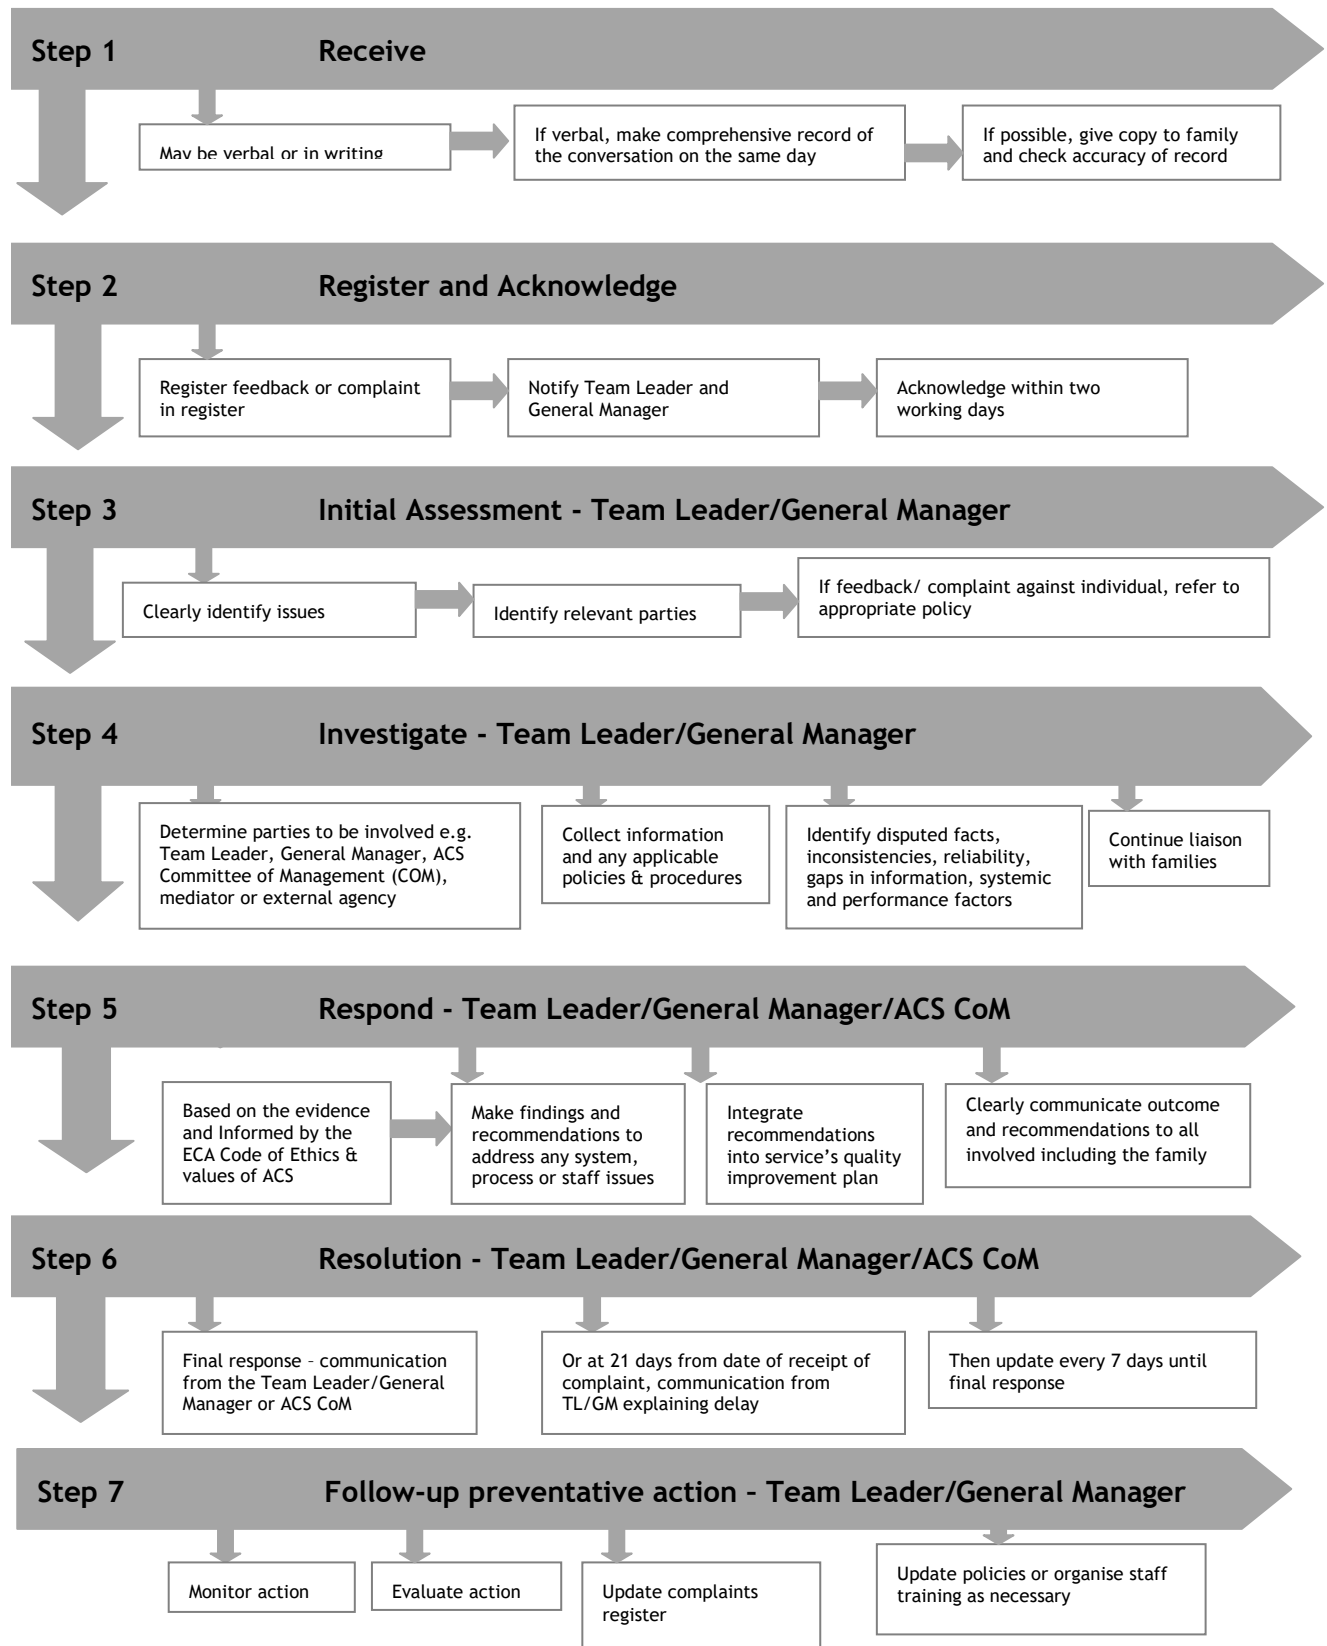 Step 1 Receive
May be verbal or in writing
If verbal, make comprehensive record of
the conversation on the same day
If possible, give copy to family
and check accuracy of record
Step 2 Register and Acknowledge
Register feedback or complaint
in register
Notify Team Leader and
General Manager
Acknowledge within two
working days
Step 3 Initial Assessment - Team Leader/General Manager
Clearly identify issues
Identify relevant parties
If feedback/ complaint against individual, refer to
appropriate policy
Step 4 Investigate - Team Leader/General Manager
Determine parties to be involved e.g.
Team Leader, General Manager, ACS
Committee of Management (COM),
mediator or external agency
Collect information
and any applicable
policies & procedures
Identify disputed facts,
inconsistencies, reliability,
gaps in information, systemic
and performance factors
Continue liaison
with families
Step 5 Respond - Team Leader/General Manager/ACS CoM
Based on the evidence
and Informed by the
ECA Code of Ethics &
values of ACS
Make findings and
recommendations to
address any system,
process or staff issues
Integrate
recommendations
into service’s quality
improvement plan
Clearly communicate outcome
and recommendations to all
involved including the family
Step 6 Resolution - Team Leader/General Manager/ACS CoM
Final response – communication
from the Team Leader/General
Manager or ACS CoM
Or at 21 days from date of receipt of
complaint, communication from
TL/GM explaining delay
Then update every 7 days until
final response
Step 7 Follow-up preventative action – Team Leader/General Manager
Monitor action
Evaluate action
Update complaints
register
Update policies or organise staff
training as necessary